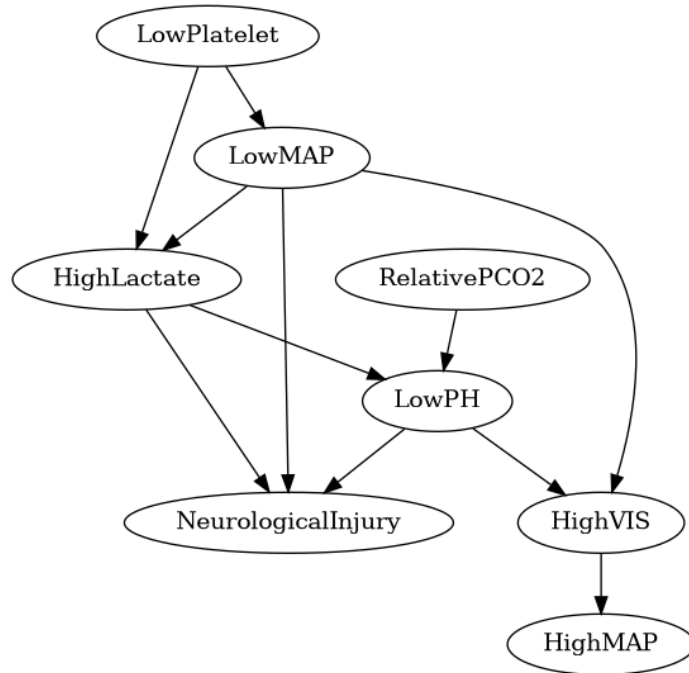 LowPlatelet
LowMAP
HighLactate
RelativePCO2
LowPH
NeurologicalInjury
HighVIS
HighMAP